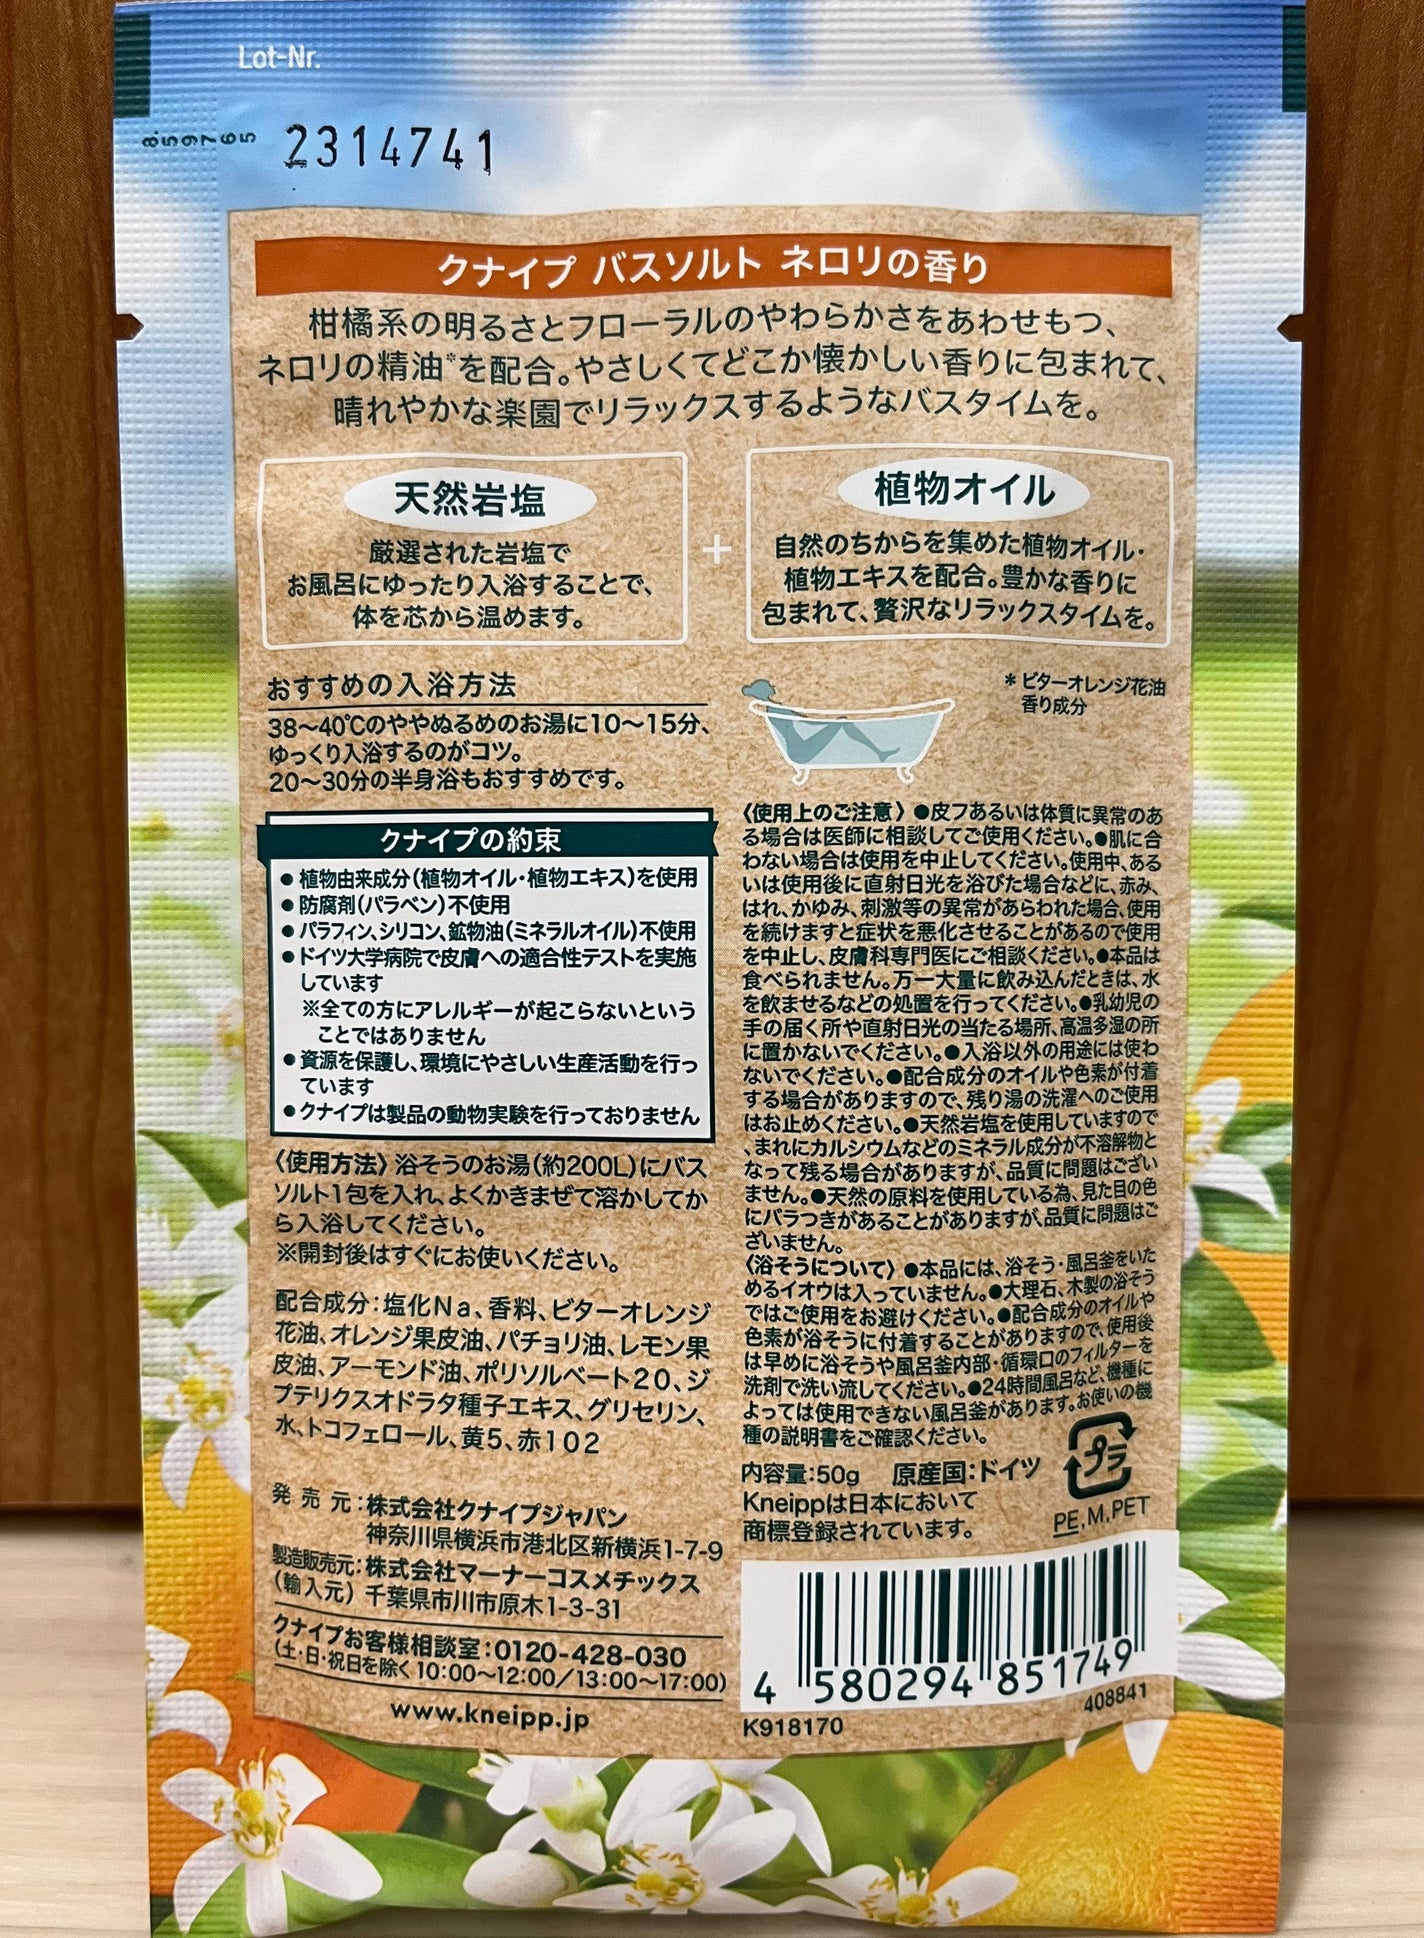 Lot-Nr.
8.59765
2314741
クナイプ バスソルト ネロリの香り
柑橘系の明るさとフローラルのやわらかさをあわせもつ、
ネロリの精油※を配合。やさしくてどこか懐かしい香りに包まれて、
晴れやかな楽園でリラックスするようなバスタイムを。
天然岩塩
厳選された岩塩で
お風呂にゆったり入浴することで、
体を芯から温めます。
+
植物オイル
自然のちからを集めた植物オイル・
植物エキスを配合。豊かな香りに
包まれて、贅沢なリラックスタイムを。
＊ビターオレンジ花油
香り成分
おすすめの入浴方法
38～40℃のややぬるめのお湯に10～15分、
ゆっくり入浴するのがコツ。
20～30分の半身浴もおすすめです。
クナイプの約束
●植物由来成分(植物オイル・植物エキス)を使用
●防腐剤(パラベン)不使用
●パラフィン、シリコン、鉱物油(ミネラルオイル)不使用
●ドイツ大学病院で皮膚への適合性テストを実施
しています
※全ての方にアレルギーが起こらないという
ことではありません
●資源を保護し、環境にやさしい生産活動を行っ
ています
●クナイプは製品の動物実験を行っておりません
〈使用方法〉浴そうのお湯(約200L)にバス
ソルト1包を入れ、よくかきまぜて溶かしてか
ら入浴してください。
※開封後はすぐにお使いください。
配合成分:塩化Na、香料、ビターオレンジ
花油、オレンジ果皮油、パチョリ油、レモン果
皮油、アーモンド油、ポリソルベート20、ジ
プテリクスオドラタ種子エキス、グリセリン、
水、トコフェロール、黄5、赤102
発売元:株式会社クナイプジャパン
神奈川県横浜市港北区新横浜1-7-9
製造販売元:株式会社マーナーコスメチックス
(輸入元) 千葉県市川市原木1-3-31
クナイプお客様相談室:0120-428-030
(土・日・祝日を除く10:00～12:00／13:00～17:00)
www.kneipp.jp
〈使用上のご注意〉●皮フあるいは体質に異常のあ
る場合は医師に相談してご使用ください。●肌に合
わない場合は使用を中止してください。使用中、ある
いは使用後に直射日光を浴びた場合などに、赤み、
はれ、かゆみ、刺激等の異常があらわれた場合、使用
を続けますと症状を悪化させることがあるので使用
を中止し、皮膚科専門医にご相談ください。●本品は
食べられません。万一大量に飲み込んだときは、水
を飲ませるなどの処置を行ってください。●乳幼児の
手の届く所や直射日光の当たる場所、高温多湿の所
に置かないでください。●入浴以外の用途には使わ
ないでください。●配合成分のオイルや色素が付着
する場合がありますので、残り湯の洗濯へのご使用
はお止めください。●天然岩塩を使用していますので
、まれにカルシウムなどのミネラル成分が不溶解物と
なって残る場合がありますが、品質に問題はござい
ません。●天然の原料を使用している為、見た目の色
にバラつきがあることがありますが、品質に問題はご
ざいません。
〈浴そうについて〉●本品には、浴そう・風呂釜をいた
めるイオウは入っていません。●大理石、木製の浴そう
ではご使用をお避けください。●配合成分のオイルや
色素が浴そうに付着することがありますので、使用後
は早めに浴そうや風呂釜内部・循環口のフィルターを
洗剤で洗い流してください。●24時間風呂など、機種に
よっては使用できない風呂釜があります。お使いの機
種の説明書をご確認ください。
内容量:50g 原産国:ドイツ
Kneippは日本において
商標登録されています。
プラ
PE,M,PET
4 580294 851749
K918170
408841